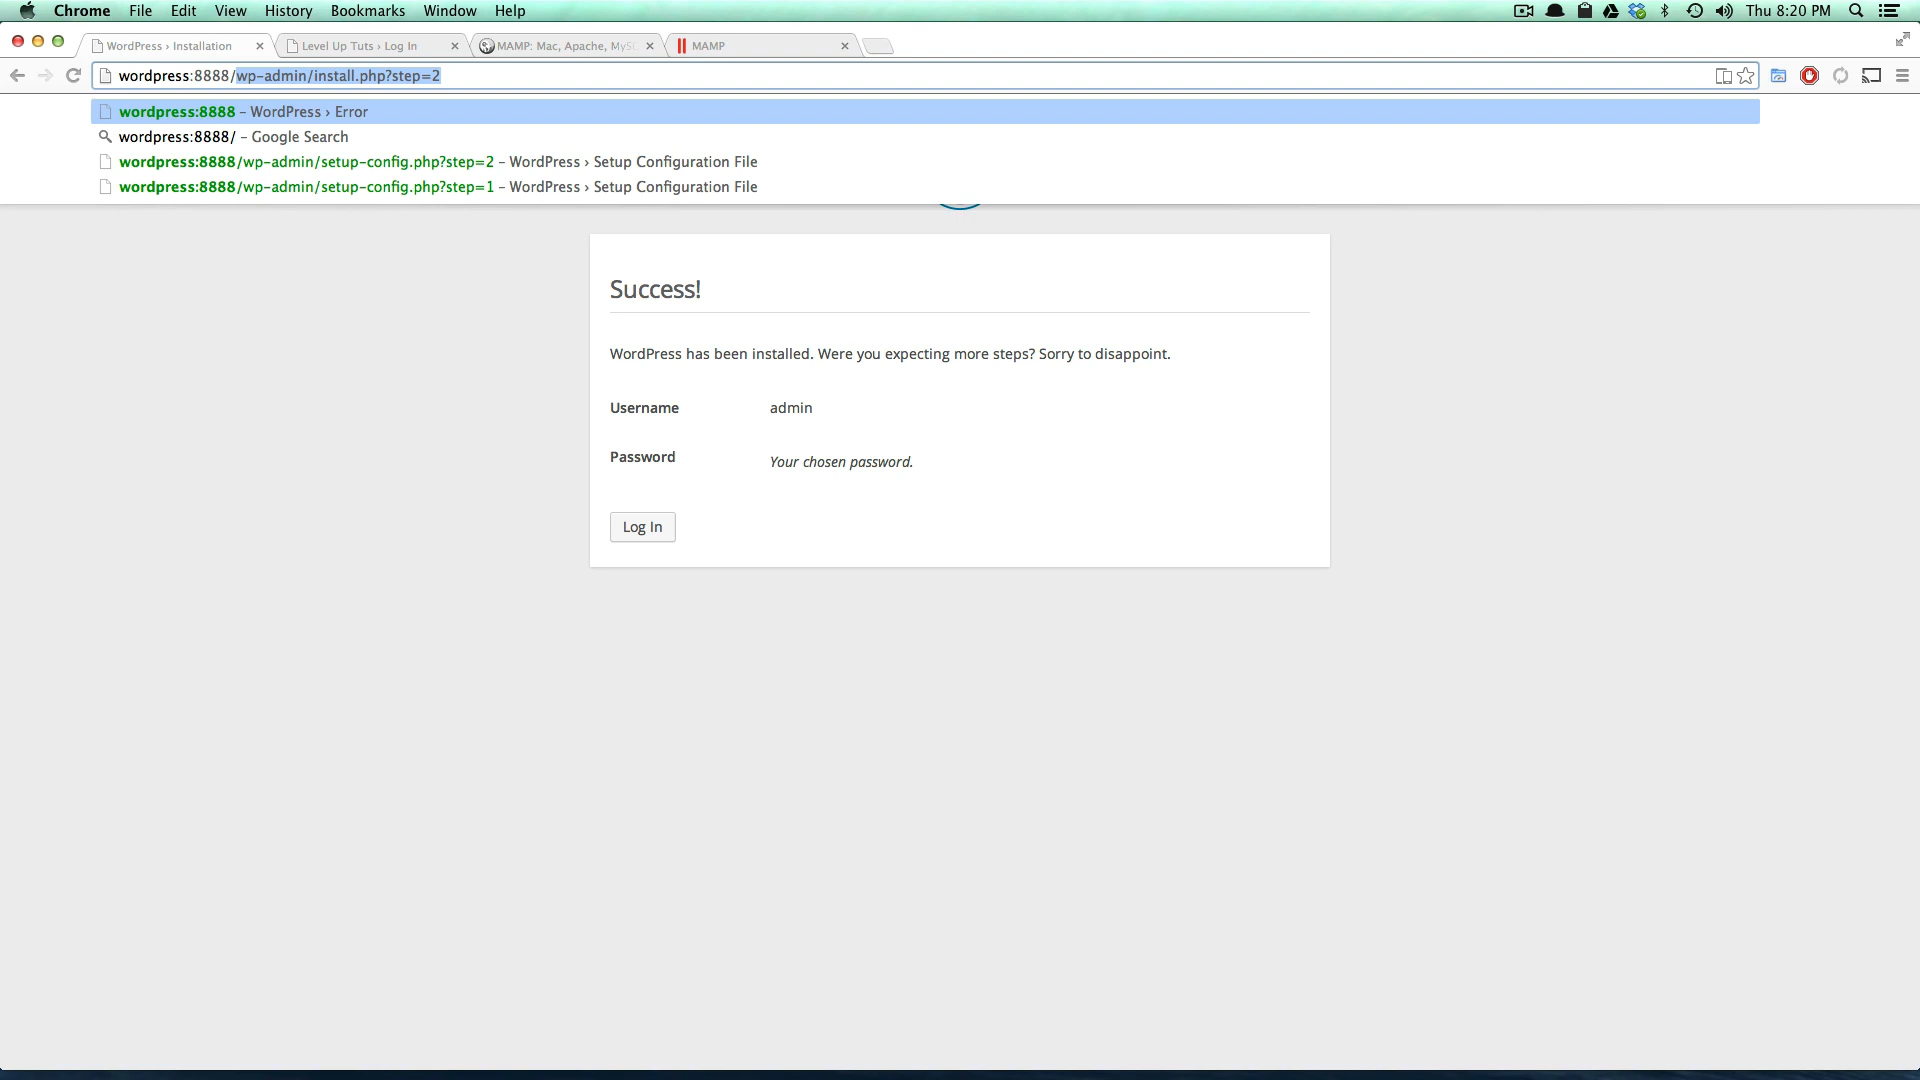 Chrome File Edit View History Bookmarks Window Help Thu 8:20 PM
WordPress › Installation Level Up Tuts › Log In MAMP: Mac, Apache, MySQ MAMP
wordpress:8888/wp-admin/install.php?step=2
wordpress:8888 – WordPress › Error
wordpress:8888/ – Google Search
wordpress:8888/wp-admin/setup-config.php?step=2 – WordPress › Setup Configuration File
wordpress:8888/wp-admin/setup-config.php?step=1 – WordPress › Setup Configuration File
Success!
WordPress has been installed. Were you expecting more steps? Sorry to disappoint.
Username admin
Password Your chosen password.
Log In